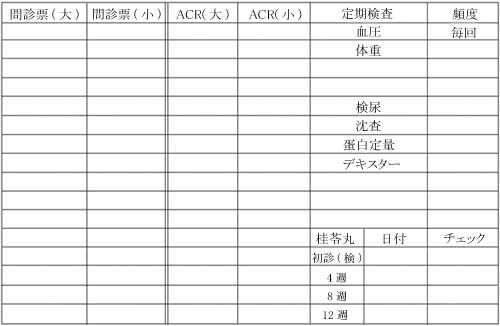 問診票(大) 問診票(小) ACR(大) ACR(小) 定期検査 頻度
血圧 毎回
体重
検尿
沈査
蛋白定量
デキスター
桂苓丸 日付 チェック
初診(検)
4週
8週
12週